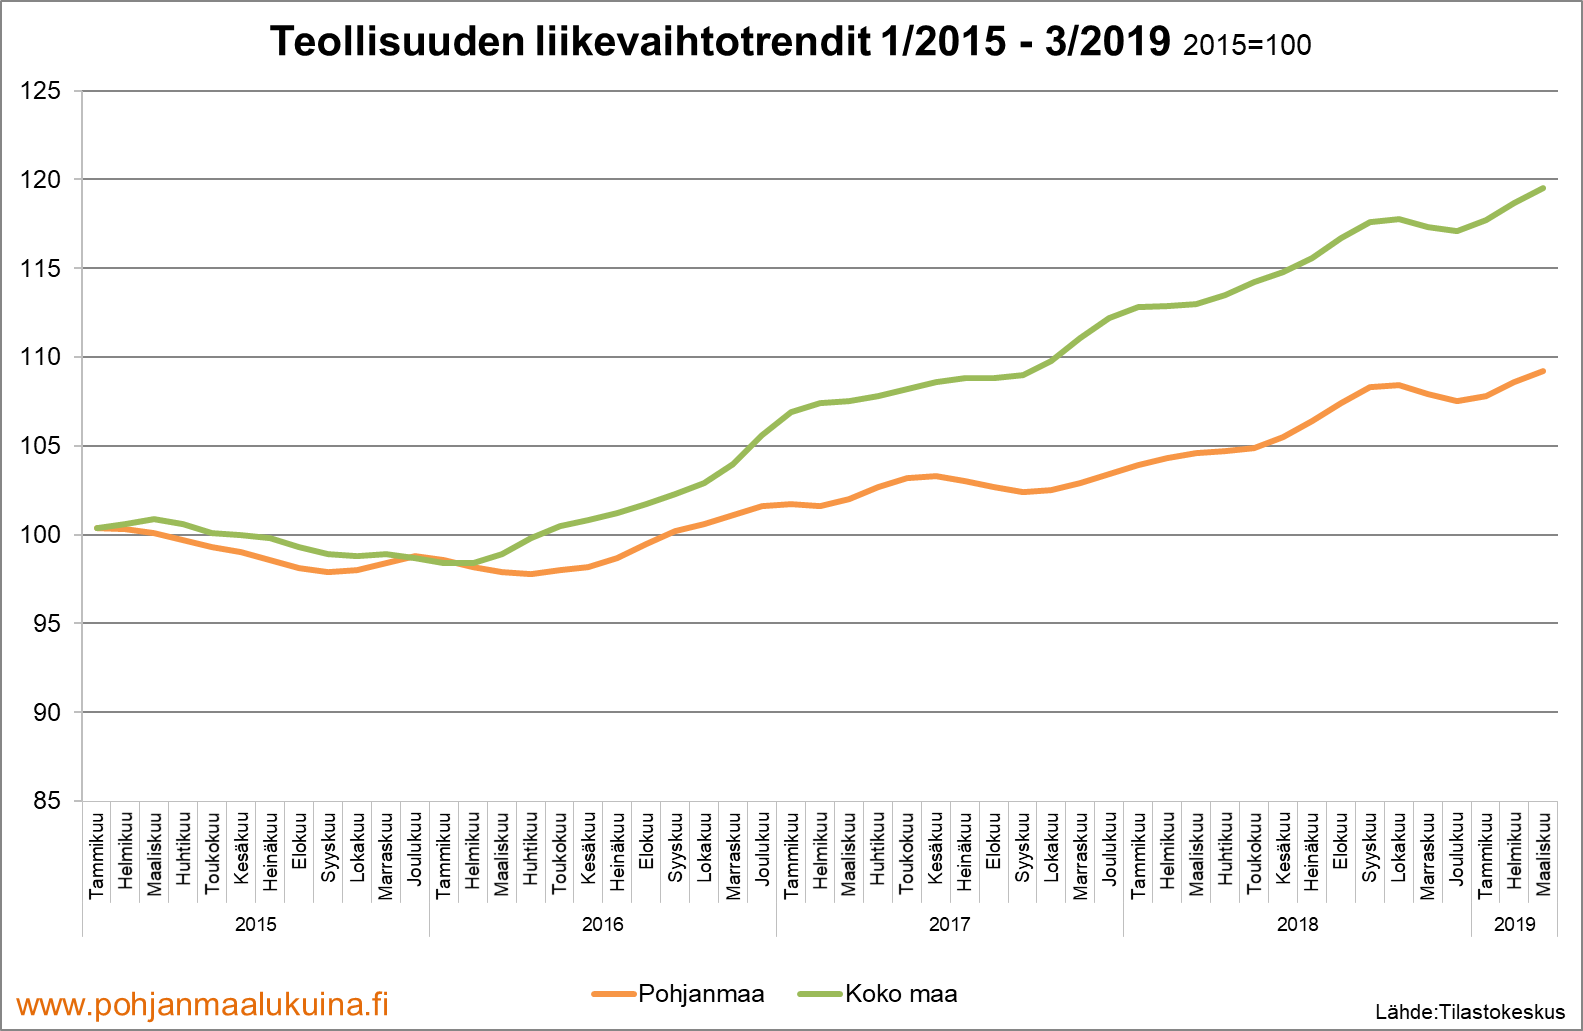 Teollisuuden liikevaihtotrendit 1/2015 - 3/2019 2015=100
125
120
115
110
105
100
95
90
85
Tammikuu
Helmikuu
Maaliskuu
Huhtikuu
Toukokuu
Kesäkuu
Heinäkuu
Elokuu
Syyskuu
Lokakuu
Marraskuu
Joulukuu
Tammikuu
Helmikuu
Maaliskuu
Huhtikuu
Toukokuu
Kesäkuu
Heinäkuu
Elokuu
Syyskuu
Lokakuu
Marraskuu
Joulukuu
Tammikuu
Helmikuu
Maaliskuu
Huhtikuu
Toukokuu
Kesäkuu
Heinäkuu
Elokuu
Syyskuu
Lokakuu
Marraskuu
Joulukuu
Tammikuu
Helmikuu
Maaliskuu
Huhtikuu
Toukokuu
Kesäkuu
Heinäkuu
Elokuu
Syyskuu
Lokakuu
Marraskuu
Joulukuu
Tammikuu
Helmikuu
Maaliskuu
2015
2016
2017
2018
2019
Pohjanmaa
Koko maa
www.pohjanmaalukuina.fi
Lähde:Tilastokeskus